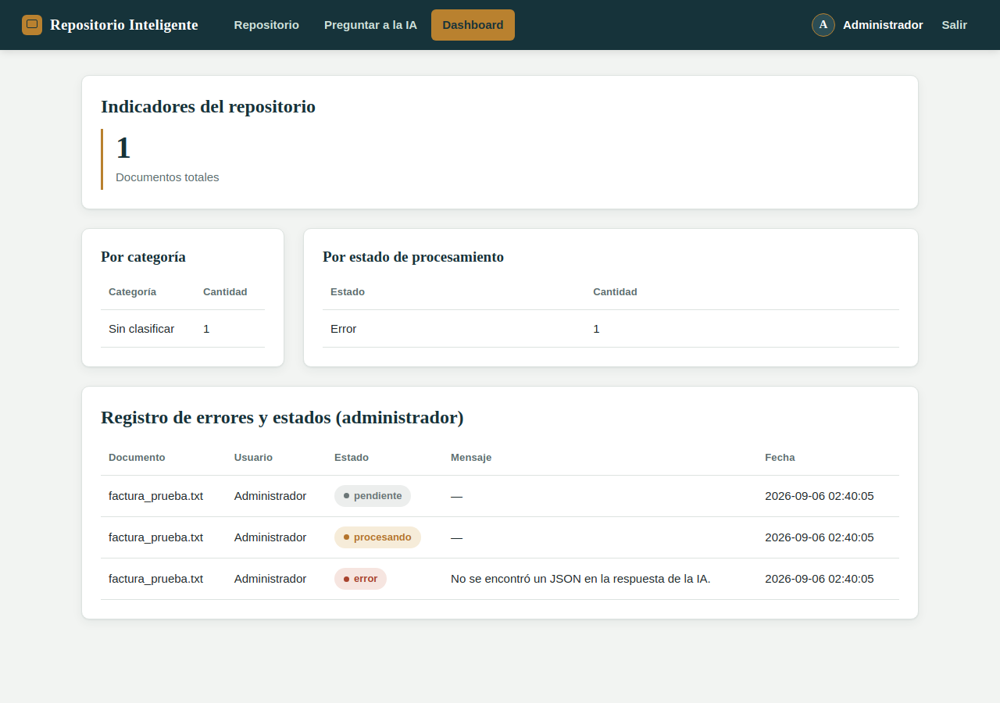 Repositorio Inteligente Repositorio Preguntar a la IA Dashboard A Administrador Salir
Indicadores del repositorio
1
Documentos totales
Por categoría
Categoría Cantidad
Sin clasificar 1
Por estado de procesamiento
Estado Cantidad
Error 1
Registro de errores y estados (administrador)
Documento Usuario Estado Mensaje Fecha
factura_prueba.txt Administrador pendiente — 2026-09-06 02:40:05
factura_prueba.txt Administrador procesando — 2026-09-06 02:40:05
factura_prueba.txt Administrador error No se encontró un JSON en la respuesta de la IA. 2026-09-06 02:40:05